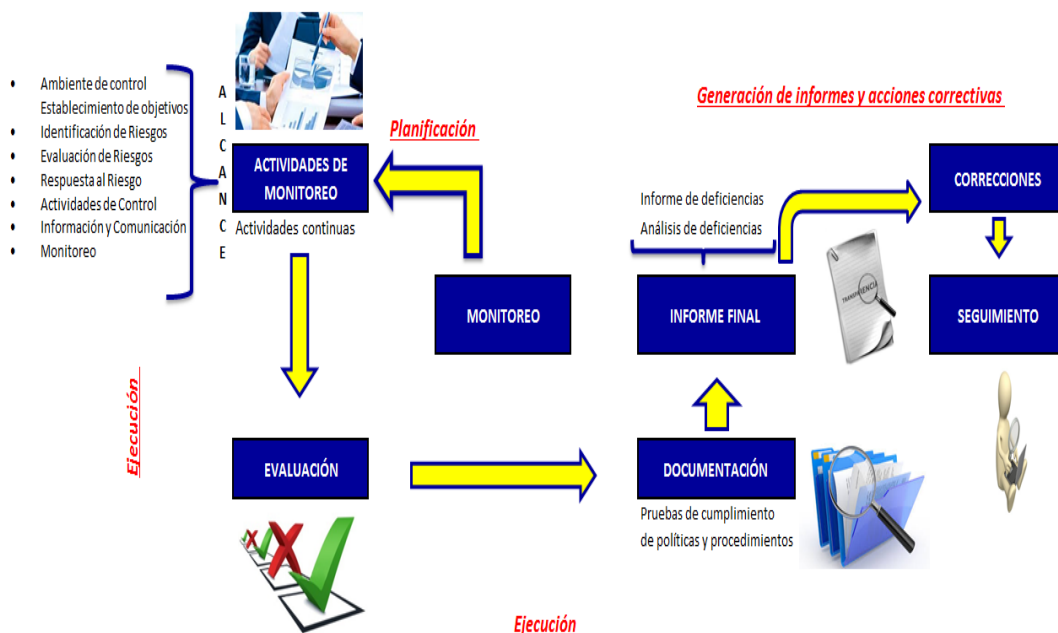 Ambiente de control
Establecimiento de objetivos
Identificación de Riesgos
Evaluación de Riesgos
Respuesta al Riesgo
Actividades de Control
Información y Comunicación
Monitoreo
ALCANCE
Planificación
ACTIVIDADES DE
MONITOREO
Actividades continuas
MONITOREO
Ejecución
EVALUACIÓN
Generación de informes y acciones correctivas
Informe de deficiencias
Análisis de deficiencias
INFORME FINAL
CORRECCIONES
SEGUIMIENTO
TRANSPARENCIA
DOCUMENTACIÓN
Pruebas de cumplimiento
de políticas y procedimientos
Ejecución